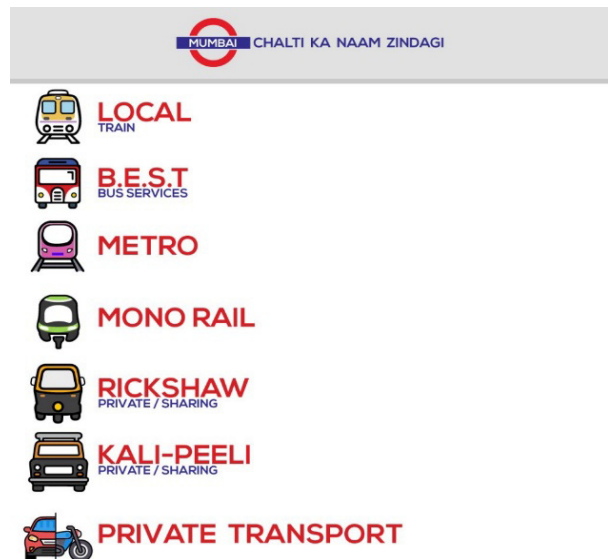 MUMBAI CHALTI KA NAAM ZINDAGI
LOCAL
TRAIN
B.E.S.T
BUS SERVICES
METRO
MONO RAIL
RICKSHAW
PRIVATE / SHARING
KALI-PEELI
PRIVATE / SHARING
PRIVATE TRANSPORT